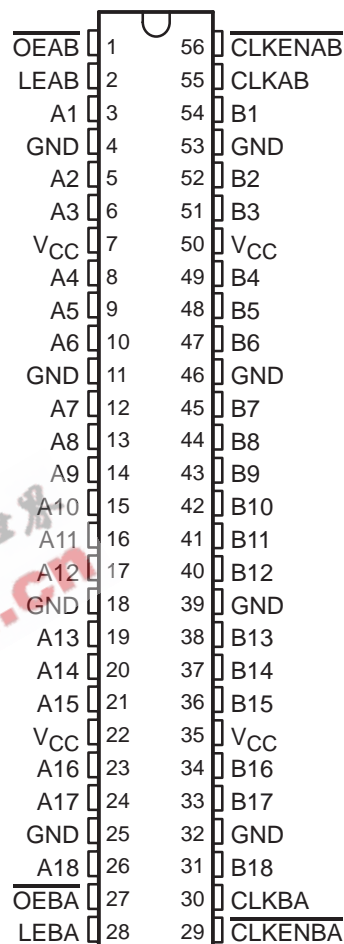 O̅E̅A̅B̅ 1 56 C̅L̅K̅E̅N̅A̅B̅
LEAB 2 55 CLKAB
A1 3 54 B1
GND 4 53 GND
A2 5 52 B2
A3 6 51 B3
VCC 7 50 VCC
A4 8 49 B4
A5 9 48 B5
A6 10 47 B6
GND 11 46 GND
A7 12 45 B7
A8 13 44 B8
A9 14 43 B9
A10 15 42 B10
A11 16 41 B11
A12 17 40 B12
GND 18 39 GND
A13 19 38 B13
A14 20 37 B14
A15 21 36 B15
VCC 22 35 VCC
A16 23 34 B16
A17 24 33 B17
GND 25 32 GND
A18 26 31 B18
O̅E̅B̅A̅ 27 30 CLKBA
LEBA 28 29 C̅L̅K̅E̅N̅B̅A̅
.cn